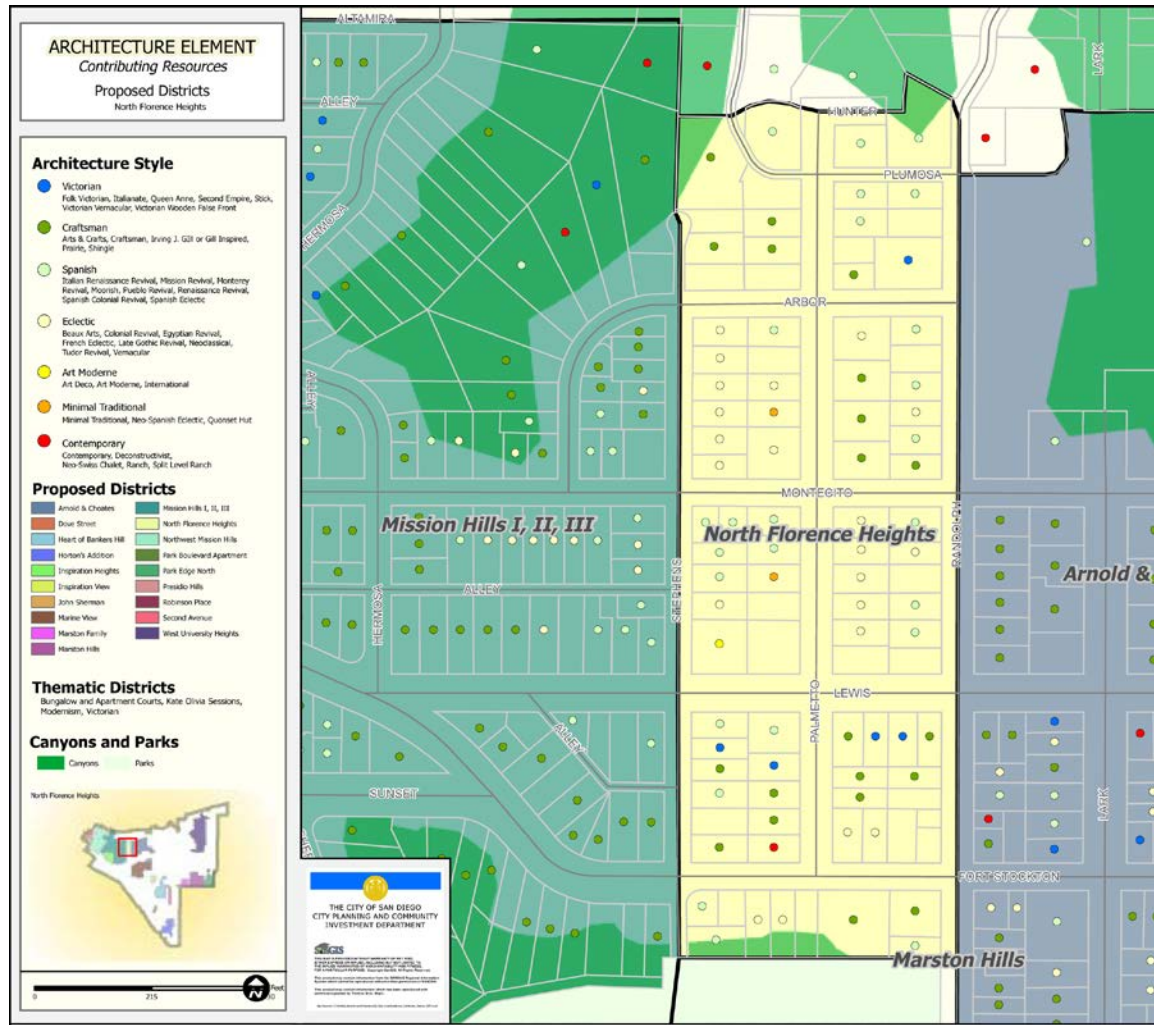 ARCHITECTURE ELEMENT
Contributing Resources
Proposed Districts
North Florence Heights
Architecture Style
Victorian
Folk Victorian, Italianate, Queen Anne, Second Empire, Stick,
Victorian Vernacular, Victorian Wooden False Front
Craftsman
Arts & Crafts, Craftsman, Irving J. Gill or Gill Inspired,
Prairie, Shingle
Spanish
Italian Renaissance Revival, Mission Revival, Monterey
Revival, Moorish, Pueblo Revival, Renaissance Revival,
Spanish Colonial Revival, Spanish Eclectic
Eclectic
Beaux Arts, Colonial Revival, Egyptian Revival,
French Eclectic, Late Gothic Revival, Neoclassical,
Tudor Revival, Vernacular
Art Moderne
Art Deco, Art Moderne, International
Minimal Traditional
Minimal Traditional, Neo-Spanish Eclectic, Quonset Hut
Contemporary
Contemporary, Deconstructivist,
Neo-Swiss Chalet, Ranch, Split Level Ranch
Proposed Districts
Arnold & Choates
Dove Street
Heart of Bankers Hill
Horton's Addition
Inspiration Heights
Inspiration View
John Sherman
Marine View
Marston Family
Marston Hills
Mission Hills I, II, III
North Florence Heights
Northwest Mission Hills
Park Boulevard Apartment
Park Edge North
Presidio Hills
Robinson Place
Second Avenue
West University Heights
Thematic Districts
Bungalow and Apartment Courts, Kate Olivia Sessions,
Modernism, Victorian
Canyons and Parks
Canyons
Parks
North Florence Heights
0
215
Feet
N
ALTAMIRA
ALLEY
HERMOSA
LARK
HUNTER
PLUMOSA
ARBOR
ALLEY
MONTECITO
Mission Hills I, II, III
North Florence Heights
RANDOLPH
Arnold &
STEPHENS
ALLEY
HERMOSA
PALMETTO
LEWIS
ALLEY
SUNSET
LARK
FORT STOCKTON
Marston Hills
THE CITY OF SAN DIEGO
CITY PLANNING AND COMMUNITY
INVESTMENT DEPARTMENT